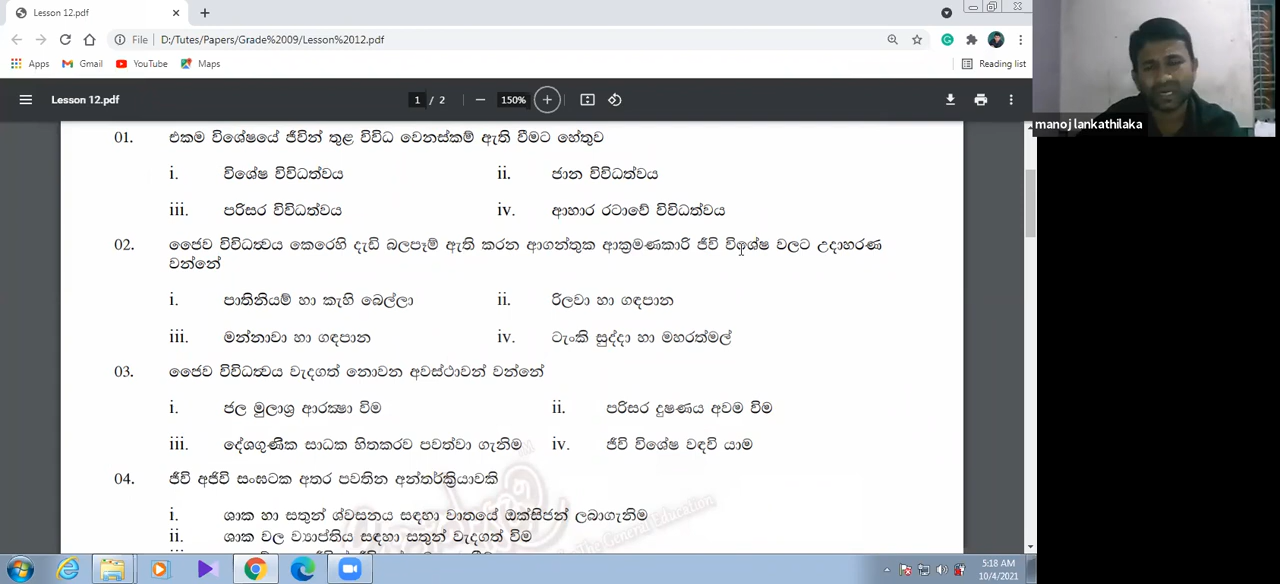 Lesson 12.pdf
File D:/Tutes/Papers/Grade%2009/Lesson%2012.pdf
Apps Gmail YouTube Maps Reading list
Lesson 12.pdf 1 / 2 150%
manoj lankathilaka
01. එකම විශේෂයේ ජීවින් තුළ විවිධ වෙනස්කම් ඇති වීමට හේතුව
i. විශේෂ විවිධත්වය ii. ජාන විවිධත්වය
iii. පරිසර විවිධත්වය iv. ආහාර රටාවේ විවිධත්වය
02. ජෛව විවිධත්වය කෙරෙහි දැඩි බලපෑම් ඇති කරන ආගන්තුක ආක්‍රමණකාරි ජීවි විශේෂ වලට උදාහරණ
වන්නේ
i. පාතිනියම් හා කැහි බෙල්ලා ii. රිලවා හා ගඳපාන
iii. මන්නාවා හා ගඳපාන iv. ටැංකි සුද්දා හා මහරත්මල්
03. ජෛව විවිධත්වය වැදගත් නොවන අවස්ථාවන් වන්නේ
i. ජල මුලාශ්‍ර ආරක්‍ෂා විම ii. පරිසර දුෂණය අවම විම
iii. දේශගුණික සාධක හිතකරව පවත්වා ගැනිම iv. ජීවි විශේෂ වඳවි යාම
04. ජීවි අජිවි සංඝටක අතර පවතින අන්තර්ක්‍රියාවකි
i. ශාක හා සතුන් ශ්වසනය සඳහා වාතයේ ඔක්සිජන් ලබාගැනිම
ii. ශාක වල ව්‍යාප්තිය සඳහා සතුන් වැදගත් විම
The General Education
5:18 AM
10/4/2021